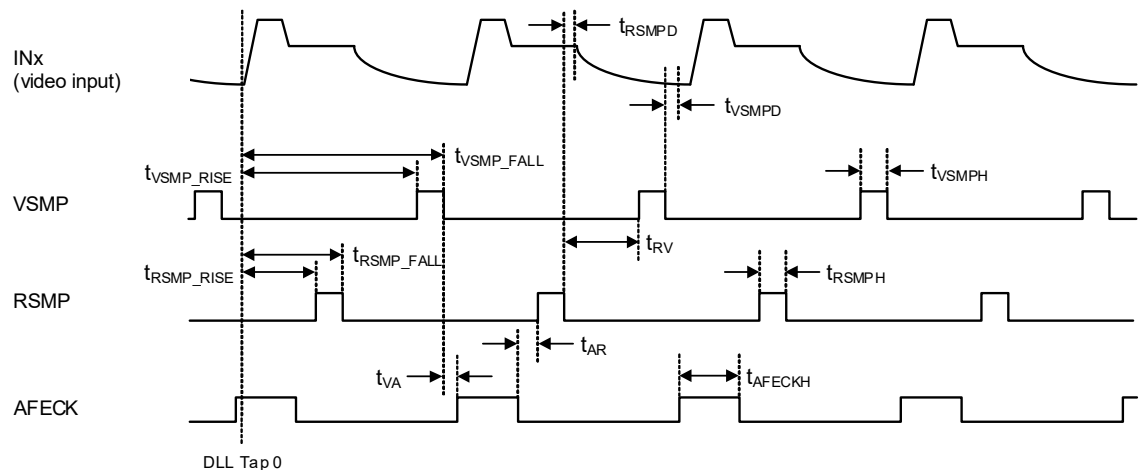 INx
(video input)
tRSMPD
tVSMPD
tVSMP_FALL
tVSMP_RISE
tVSMPH
VSMP
tRV
tRSMP_FALL
tRSMP_RISE
tRSMPH
RSMP
tAR
tVA
tAFECKH
AFECK
DLL Tap 0